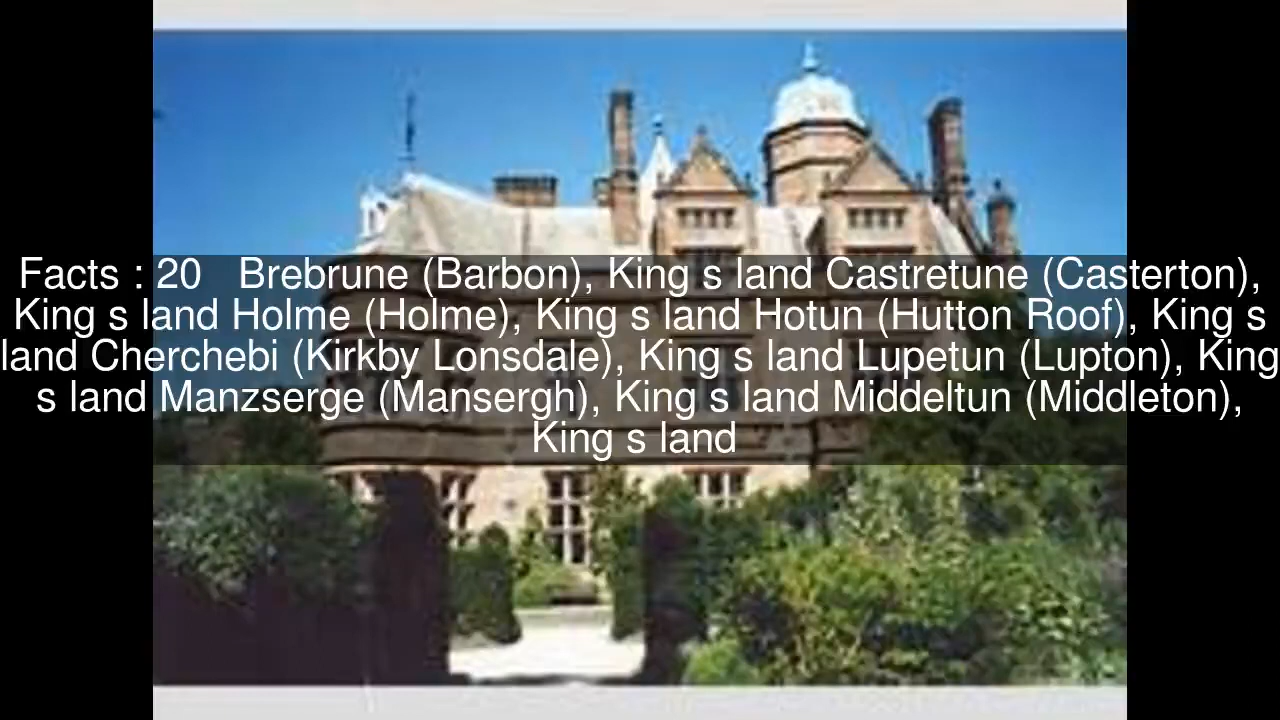 Facts : 20   Brebrune (Barbon), King s land Castretune (Casterton),
King s land Holme (Holme), King s land Hotun (Hutton Roof), King s
land Cherchebi (Kirkby Lonsdale), King s land Lupetun (Lupton), King
s land Manzserge (Mansergh), King s land Middeltun (Middleton),
King s land